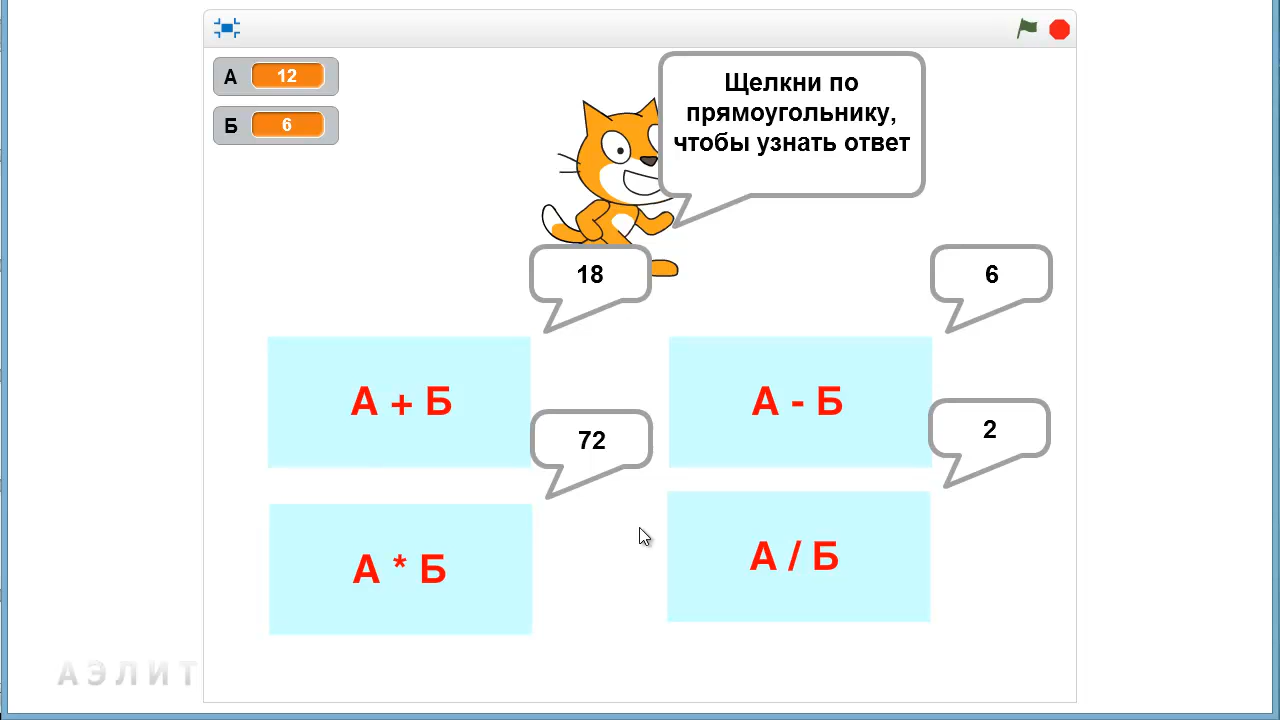 А 12
Б 6
Щелкни по
прямоугольнику,
чтобы узнать ответ
18
6
А + Б
А - Б
72
2
А * Б
А / Б
АЭЛИТ